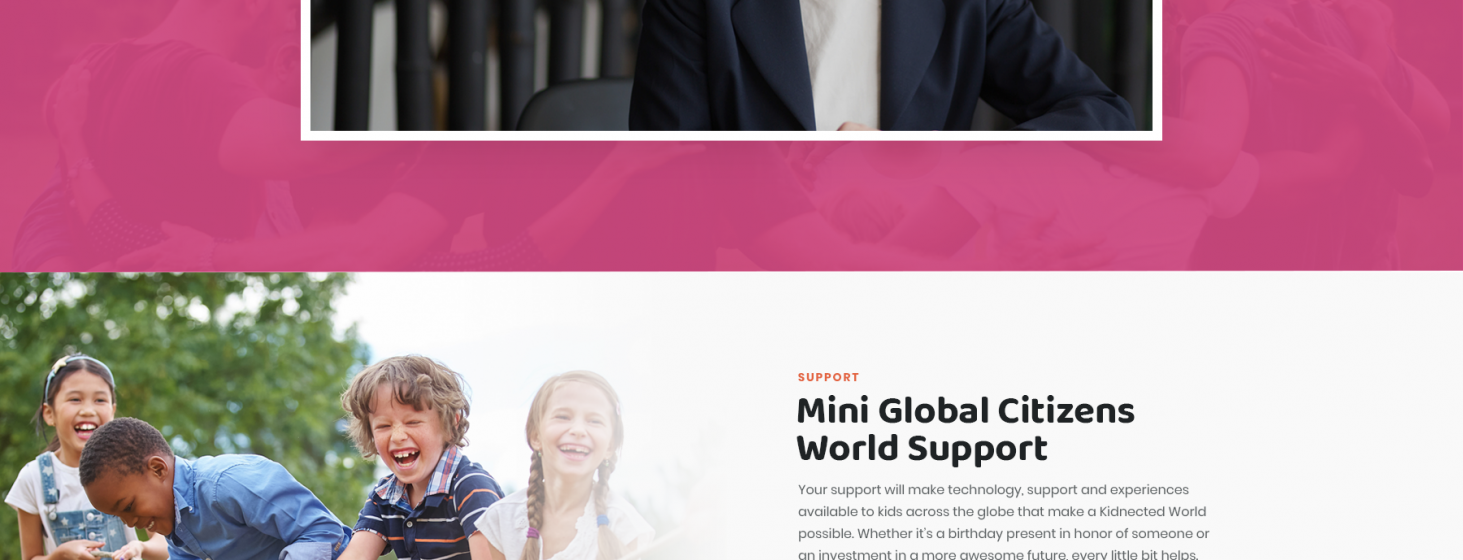 SUPPORT
Mini Global Citizens
World Support
Your support will make technology, support and experiences
available to kids across the globe that make a Kidnected World
possible. Whether it's a birthday present in honor of someone or
an investment in a more awesome future, every little bit helps.